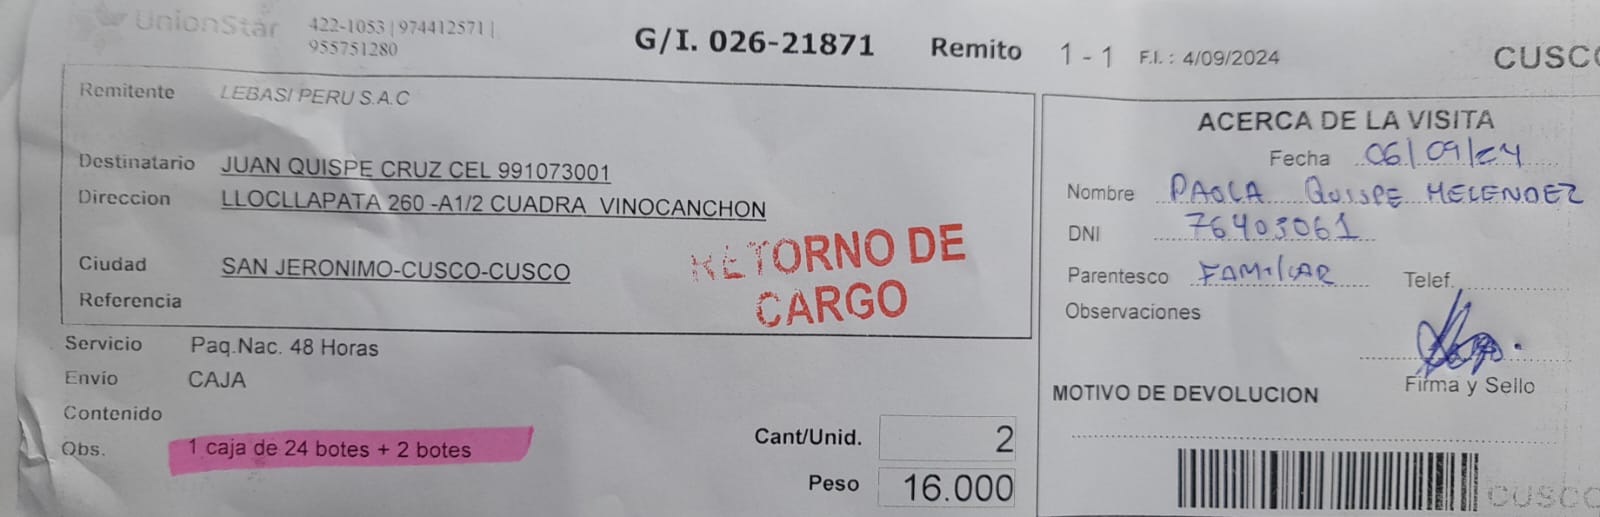 UnionStar 422-1053 | 974412571 |
955751280
G/I. 026-21871 Remito 1 - 1 F.I. : 4/09/2024 CUSCO
Remitente LEBASI PERU S.A.C
Destinatario JUAN QUISPE CRUZ CEL 991073001
Direccion LLOCLLAPATA 260 -A1/2 CUADRA VINOCANCHON
Ciudad SAN JERONIMO-CUSCO-CUSCO
Referencia
RETORNO DE
CARGO
Servicio Paq.Nac. 48 Horas
Envio CAJA
Contenido
Obs. 1 caja de 24 botes + 2 botes
Cant/Unid. 2
Peso 16.000
ACERCA DE LA VISITA
Fecha 06/09/24
Nombre PAOLA QUISPE MELENDEZ
DNI 76403061
Parentesco FAMILIAR Telef.
Observaciones
Firma y Sello
MOTIVO DE DEVOLUCION
CUSCO